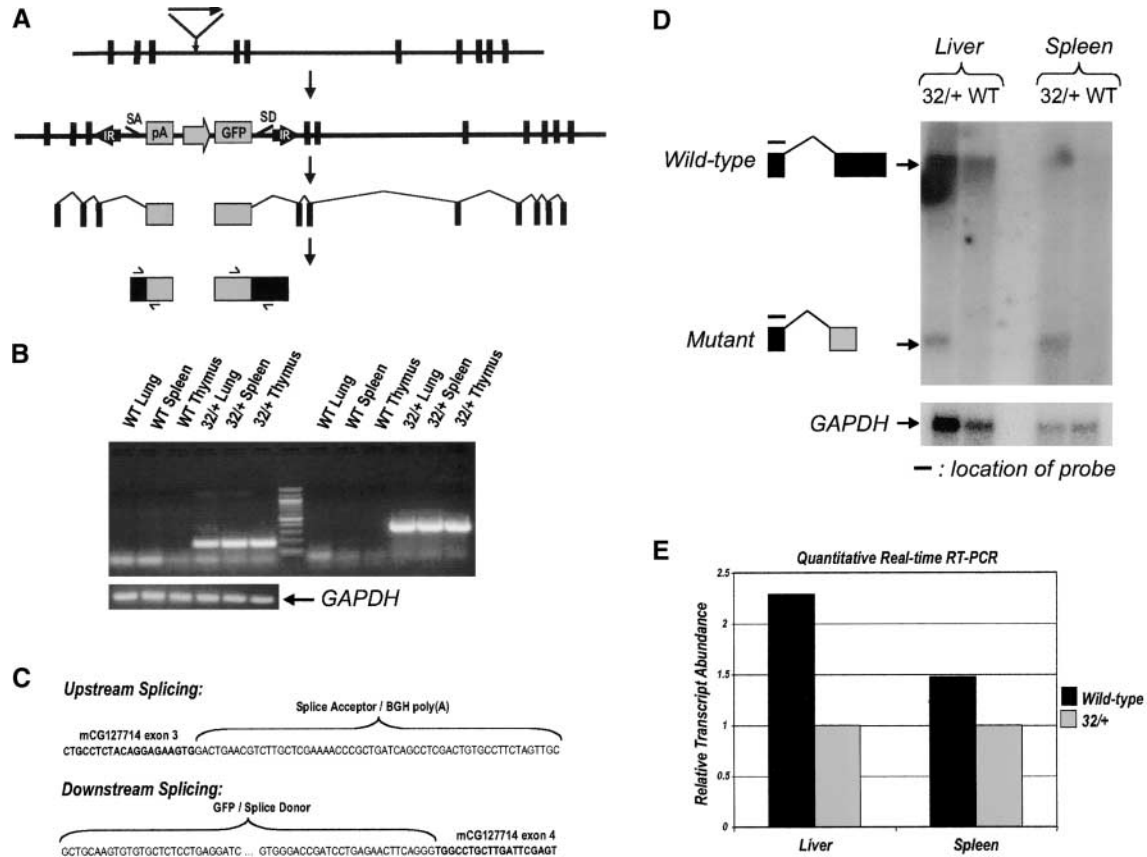 A
SA
SD
IR
pA
GFP
IR
B
WT Lung
WT Spleen
WT Thymus
32/+ Lung
32/+ Spleen
32/+ Thymus
WT Lung
WT Spleen
WT Thymus
32/+ Lung
32/+ Spleen
32/+ Thymus
GAPDH
C
Upstream Splicing:
Splice Acceptor / BGH poly(A)
mCG127714 exon 3
CTGCCTCTACAGGAGAAGTGGACTGAACGTCTTGCTCGAAAACCCGCTGATCAGCCTCGACTGTGCCTTCTAGTTGC
Downstream Splicing:
GFP / Splice Donor
mCG127714 exon 4
GCTGCAAGTGTGTGCTCTCCTGAGGATC ... GTGGGACCGATCCTGAGAACTTCAGGGTGGCCTGCTTGATTCGAGT
D
Liver
Spleen
32/+ WT
32/+ WT
Wild-type
Mutant
GAPDH
: location of probe
E
Quantitative Real-time RT-PCR
Relative Transcript Abundance
2.5
2
1.5
1
0.5
0
Liver
Spleen
Wild-type
32/+